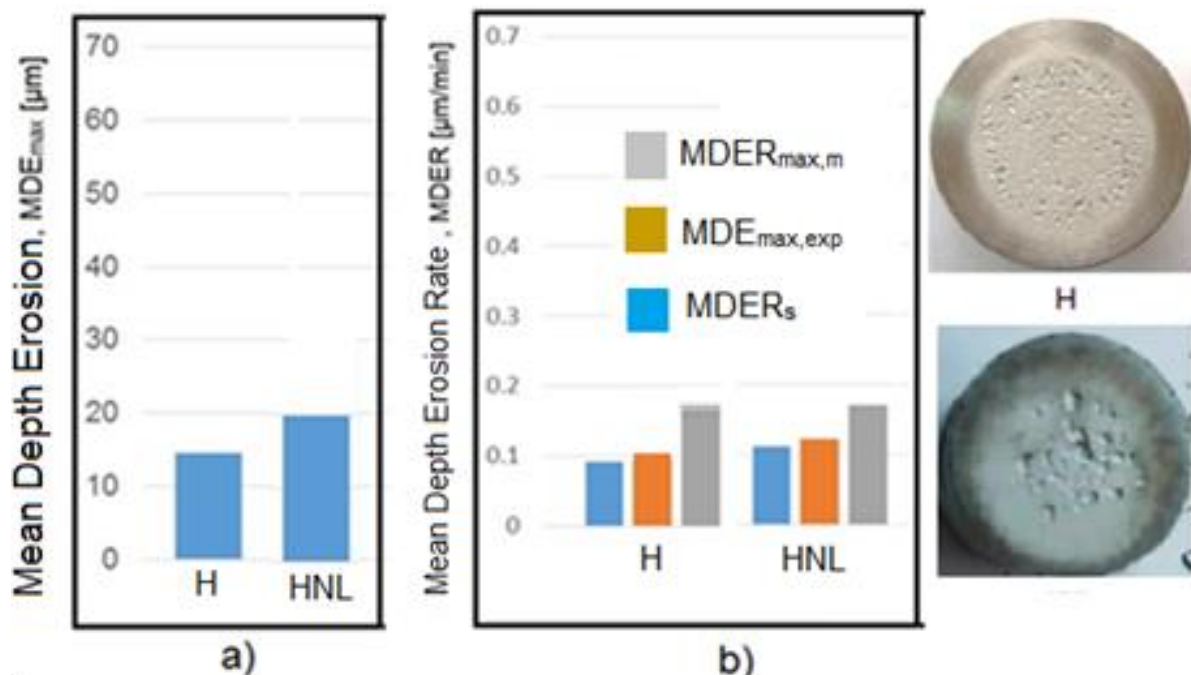 Mean Depth Erosion, MDEmax [µm]
70
60
50
40
30
20
10
0
H
HNL
a)
Mean Depth Erosion Rate , MDER [µm/min]
0.7
0.6
0.5
0.4
0.3
0.2
0.1
0
MDERmax,m
MDEmax,exp
MDERs
H
HNL
b)
H